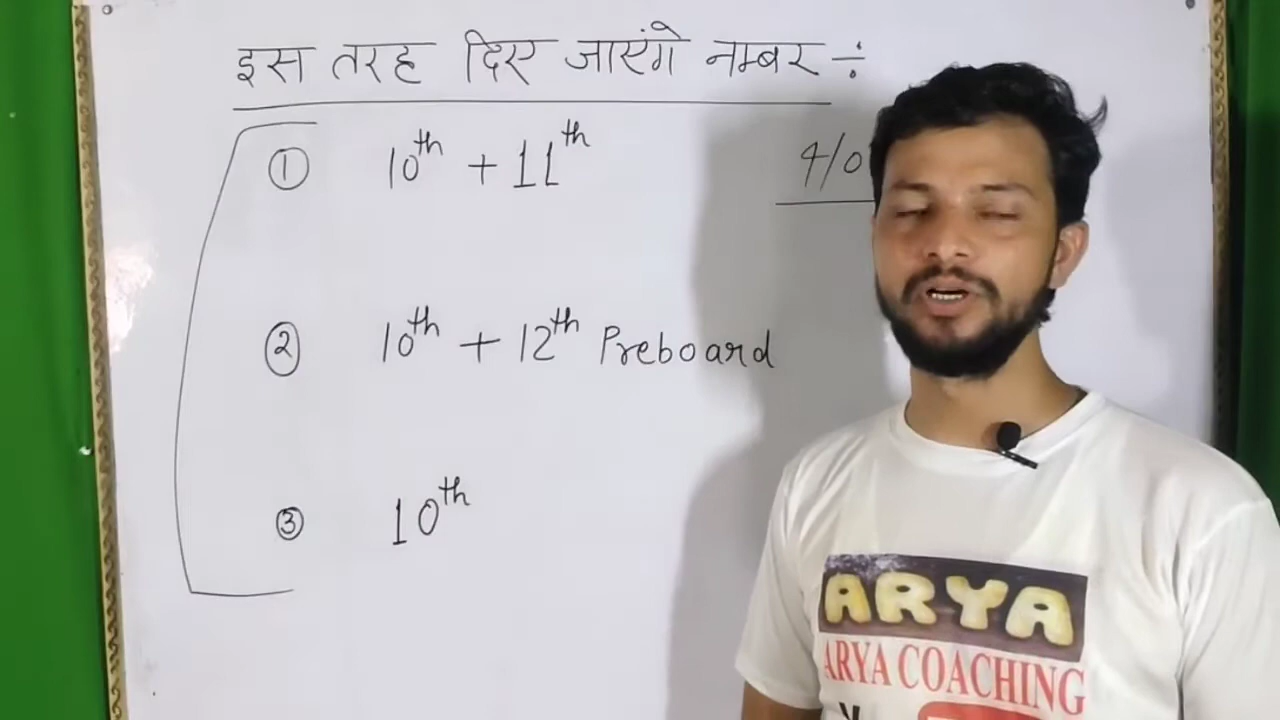 इस तरह दिए जाएंगे नम्बर ÷
① 10th + 11th
4/0
② 10th + 12th Preboard
③ 10th
ARYA
ARYA COACHING